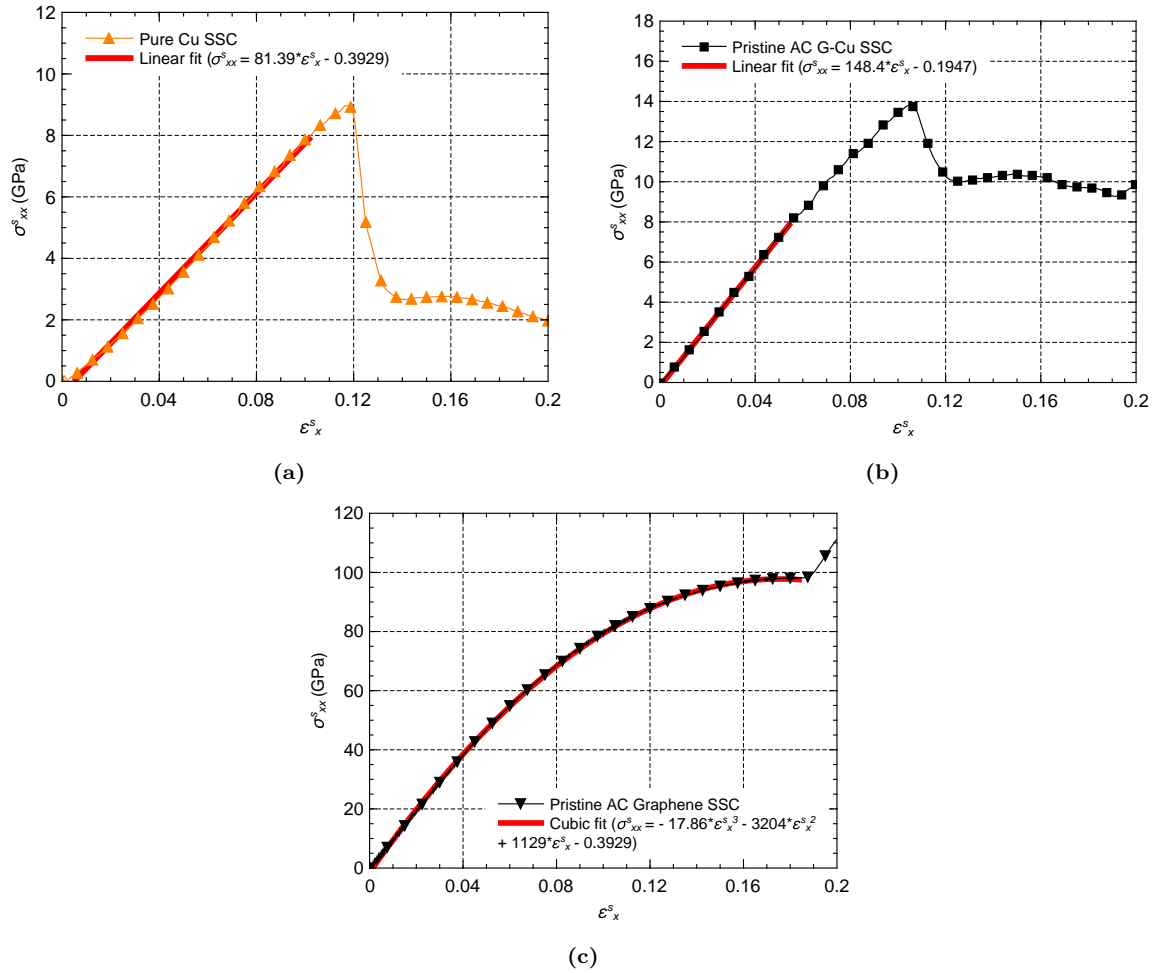 12
10
8
6
4
2
0
0 0.04 0.08 0.12 0.16 0.2
σˢₓₓ (GPa)
εˢₓ
Pure Cu SSC
Linear fit (σˢₓₓ = 81.39*εˢₓ - 0.3929)
(a)
18
16
14
12
10
8
6
4
2
0
0 0.04 0.08 0.12 0.16 0.2
σˢₓₓ (GPa)
εˢₓ
Pristine AC G-Cu SSC
Linear fit (σˢₓₓ = 148.4*εˢₓ - 0.1947)
(b)
120
100
80
60
40
20
0
0 0.04 0.08 0.12 0.16 0.2
σˢₓₓ (GPa)
εˢₓ
Pristine AC Graphene SSC
Cubic fit (σˢₓₓ = - 17.86*εˢₓ³ - 3204*εˢₓ²
+ 1129*εˢₓ - 0.3929)
(c)